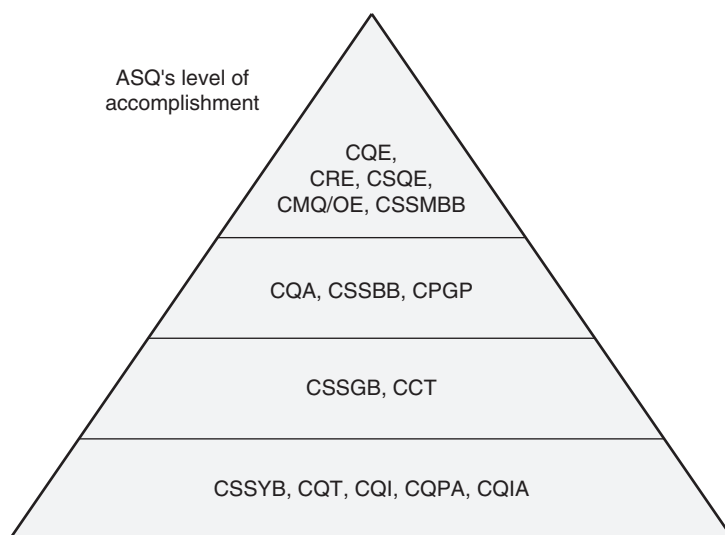 ASQ's level of
accomplishment
CQE,
CRE, CSQE,
CMQ/OE, CSSMBB
CQA, CSSBB, CPGP
CSSGB, CCT
CSSYB, CQT, CQI, CQPA, CQIA